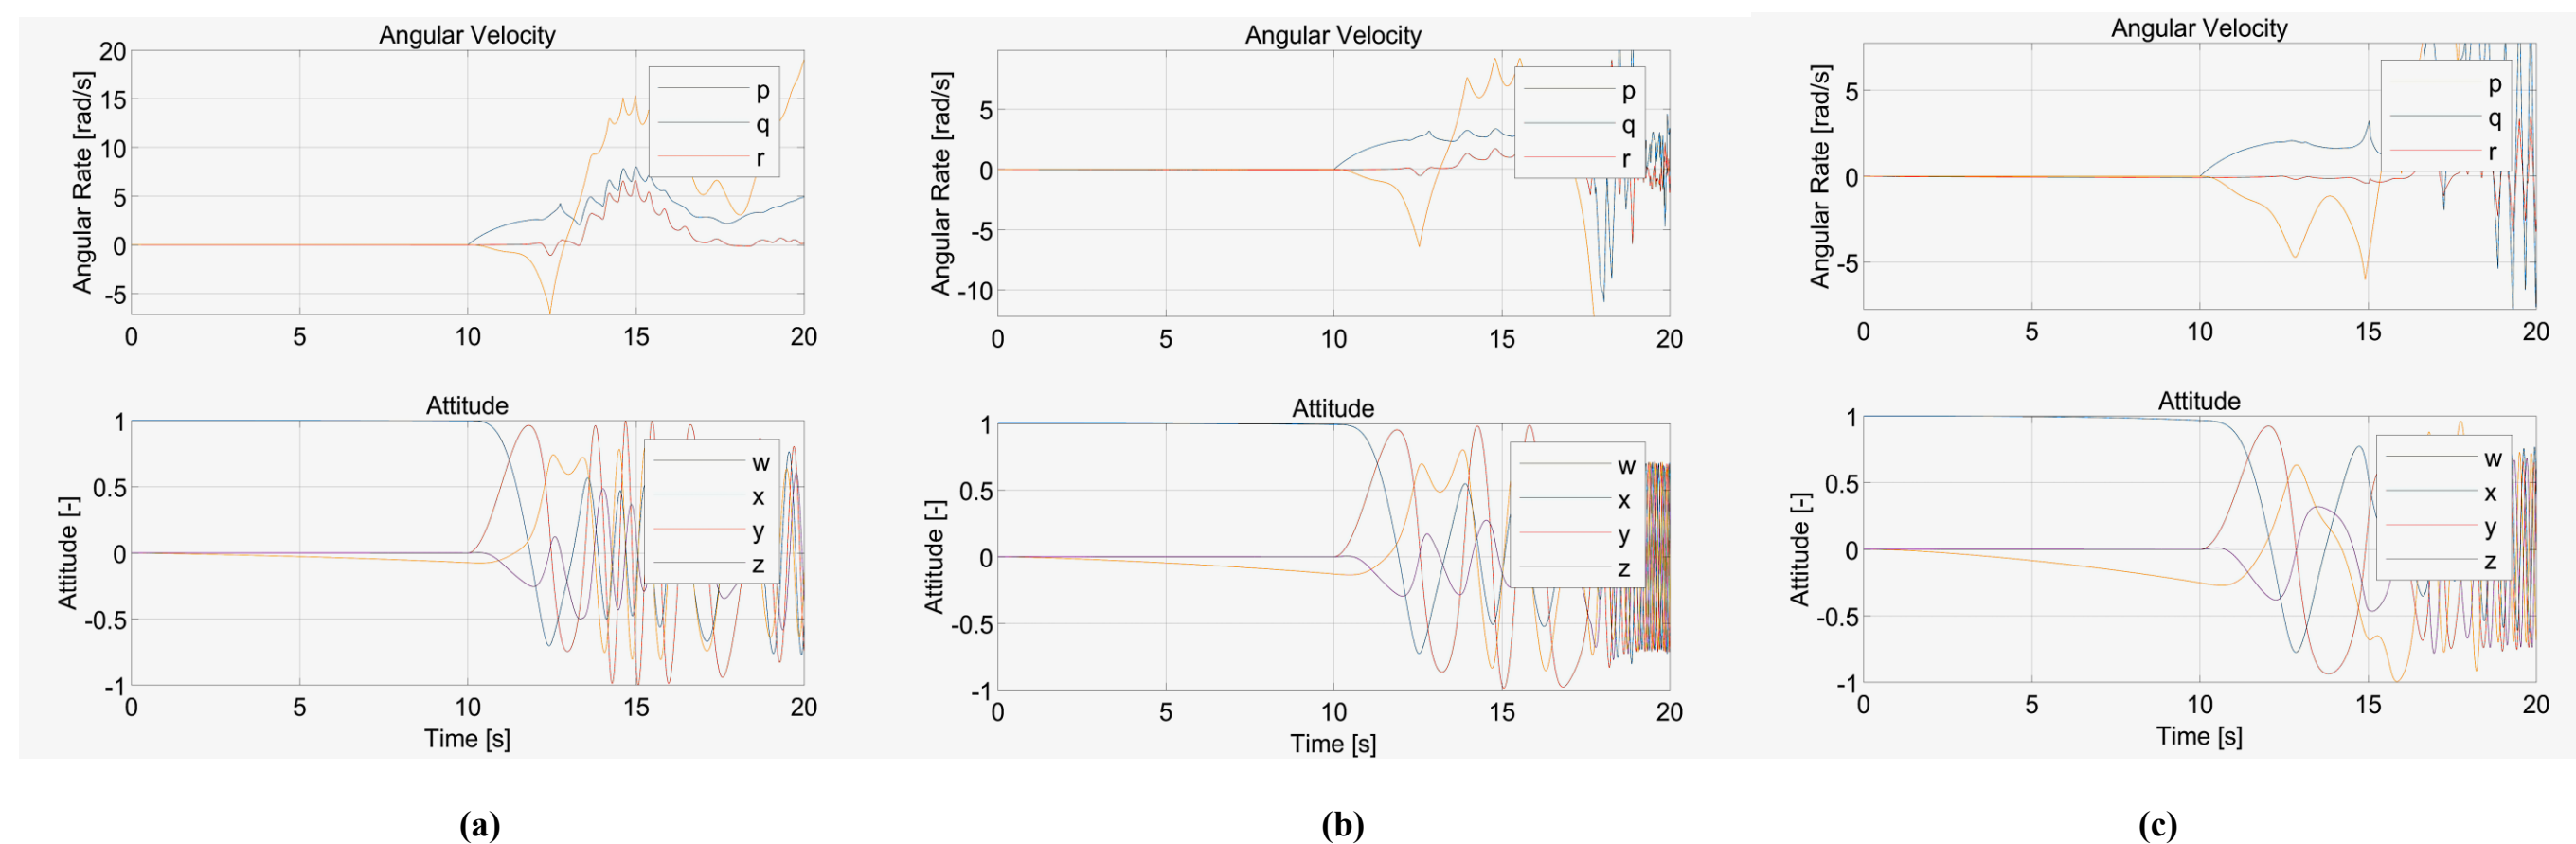 Angular Velocity
Angular Rate [rad/s]
20
15
10
5
0
-5
0 5 10 15 20
p
q
r
Attitude
Attitude [-]
1
0.5
0
-0.5
-1
0 5 10 15 20
Time [s]
w
x
y
z
(a)
Angular Velocity
Angular Rate [rad/s]
5
0
-5
-10
0 5 10 15 20
p
q
r
Attitude
Attitude [-]
1
0.5
0
-0.5
-1
0 5 10 15 20
Time [s]
w
x
y
z
(b)
Angular Velocity
Angular Rate [rad/s]
5
0
-5
0 5 10 15 20
p
q
r
Attitude
Attitude [-]
1
0.5
0
-0.5
-1
0 5 10 15 20
Time [s]
w
x
y
z
(c)